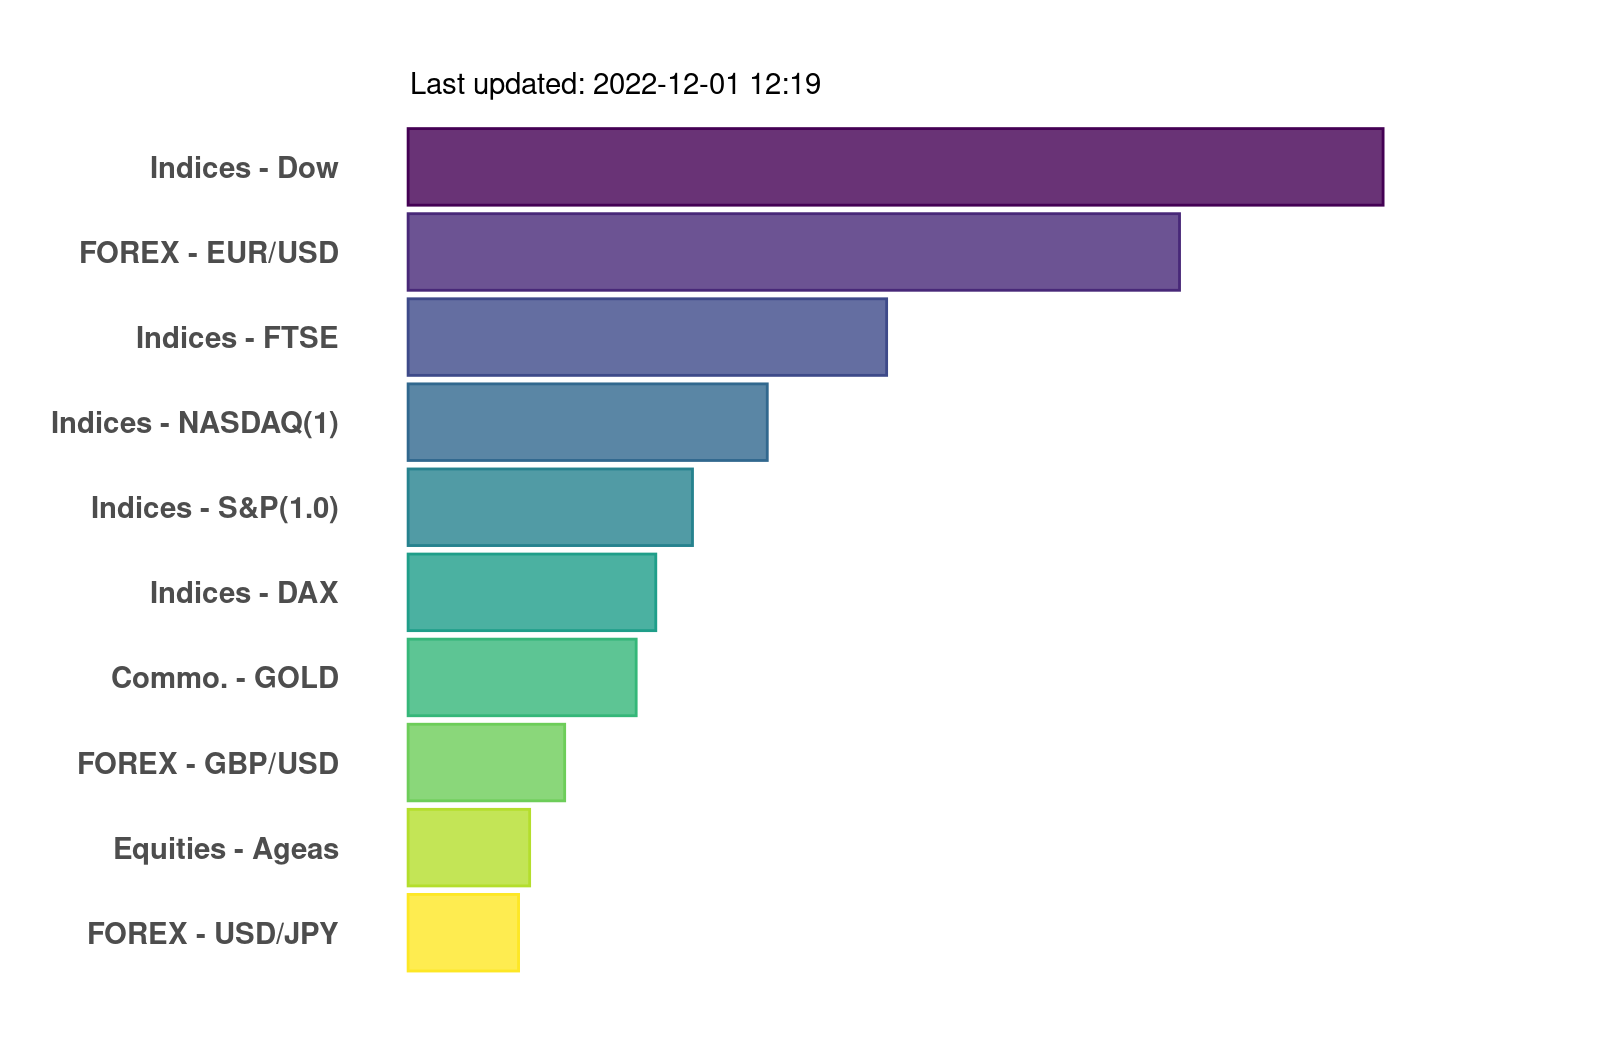 Last updated: 2022-12-01 12:19
Indices - Dow
FOREX - EUR/USD
Indices - FTSE
Indices - NASDAQ(1)
Indices - S&P(1.0)
Indices - DAX
Commo. - GOLD
FOREX - GBP/USD
Equities - Ageas
FOREX - USD/JPY